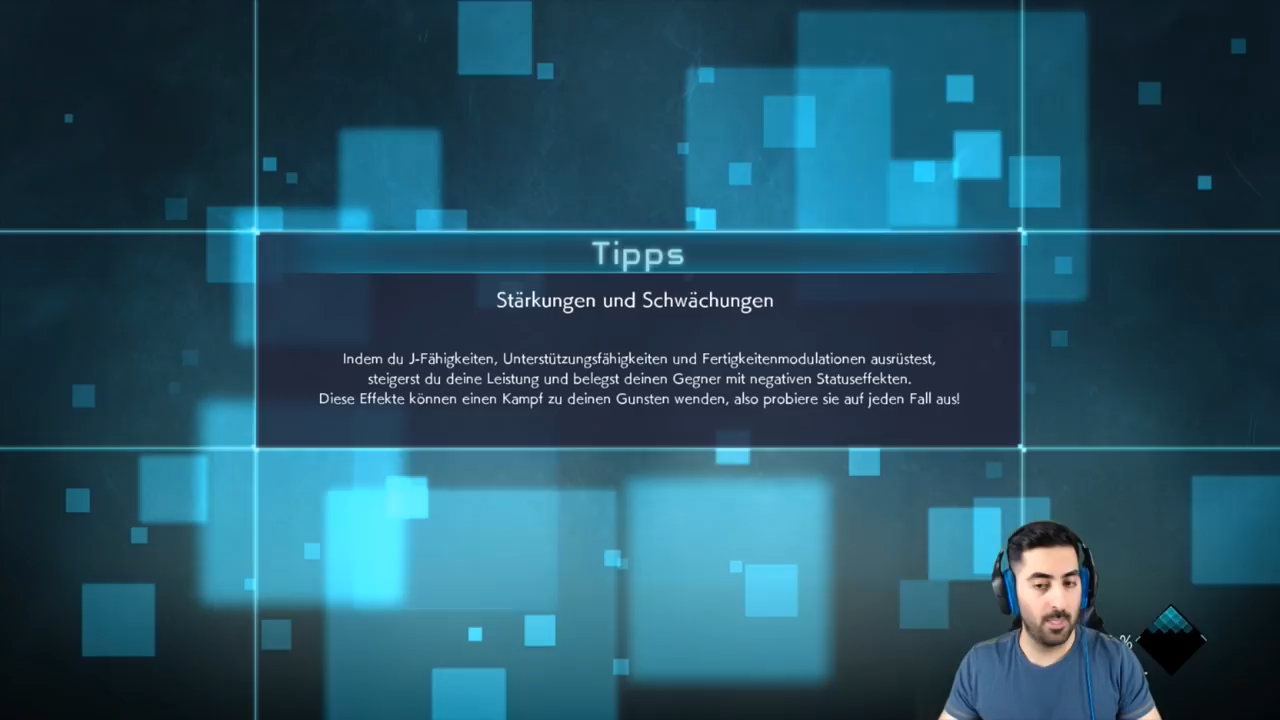 Tipps
Stärkungen und Schwächungen
Indem du J-Fähigkeiten, Unterstützungsfähigkeiten und Fertigkeitenmodulationen ausrüstest,
steigerst du deine Leistung und belegst deinen Gegner mit negativen Statuseffekten.
Diese Effekte können einen Kampf zu deinen Gunsten wenden, also probiere sie auf jeden Fall aus!
%